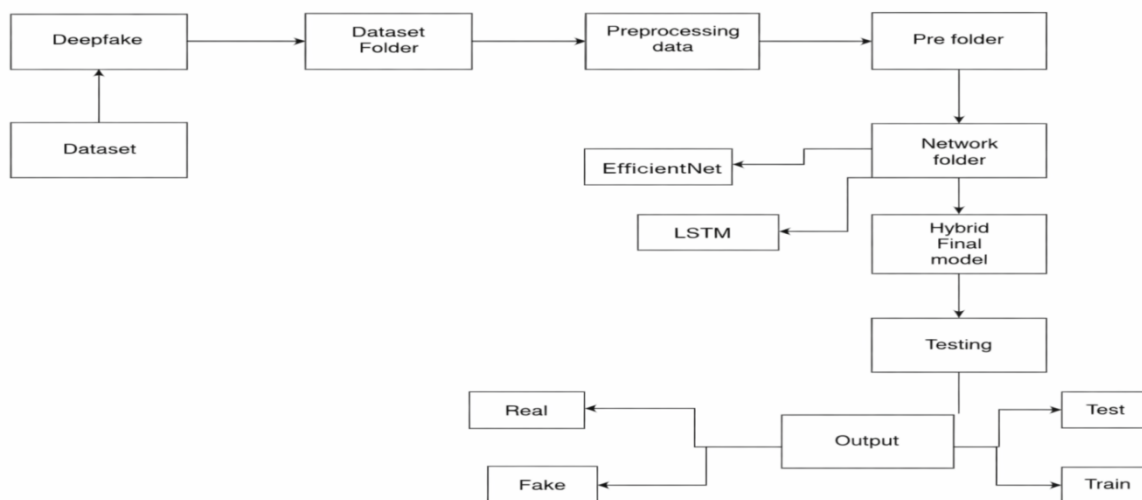 Deepfake
Dataset
Folder
Preprocessing
data
Pre folder
Dataset
Network
folder
EfficientNet
LSTM
Hybrid
Final
model
Testing
Real
Output
Test
Fake
Train